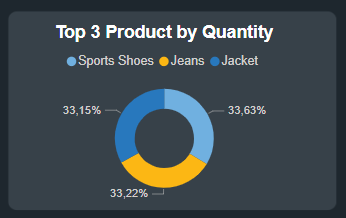 Top 3 Product by Quantity
Sports Shoes Jeans Jacket
33,15% 33,63%
33,22%